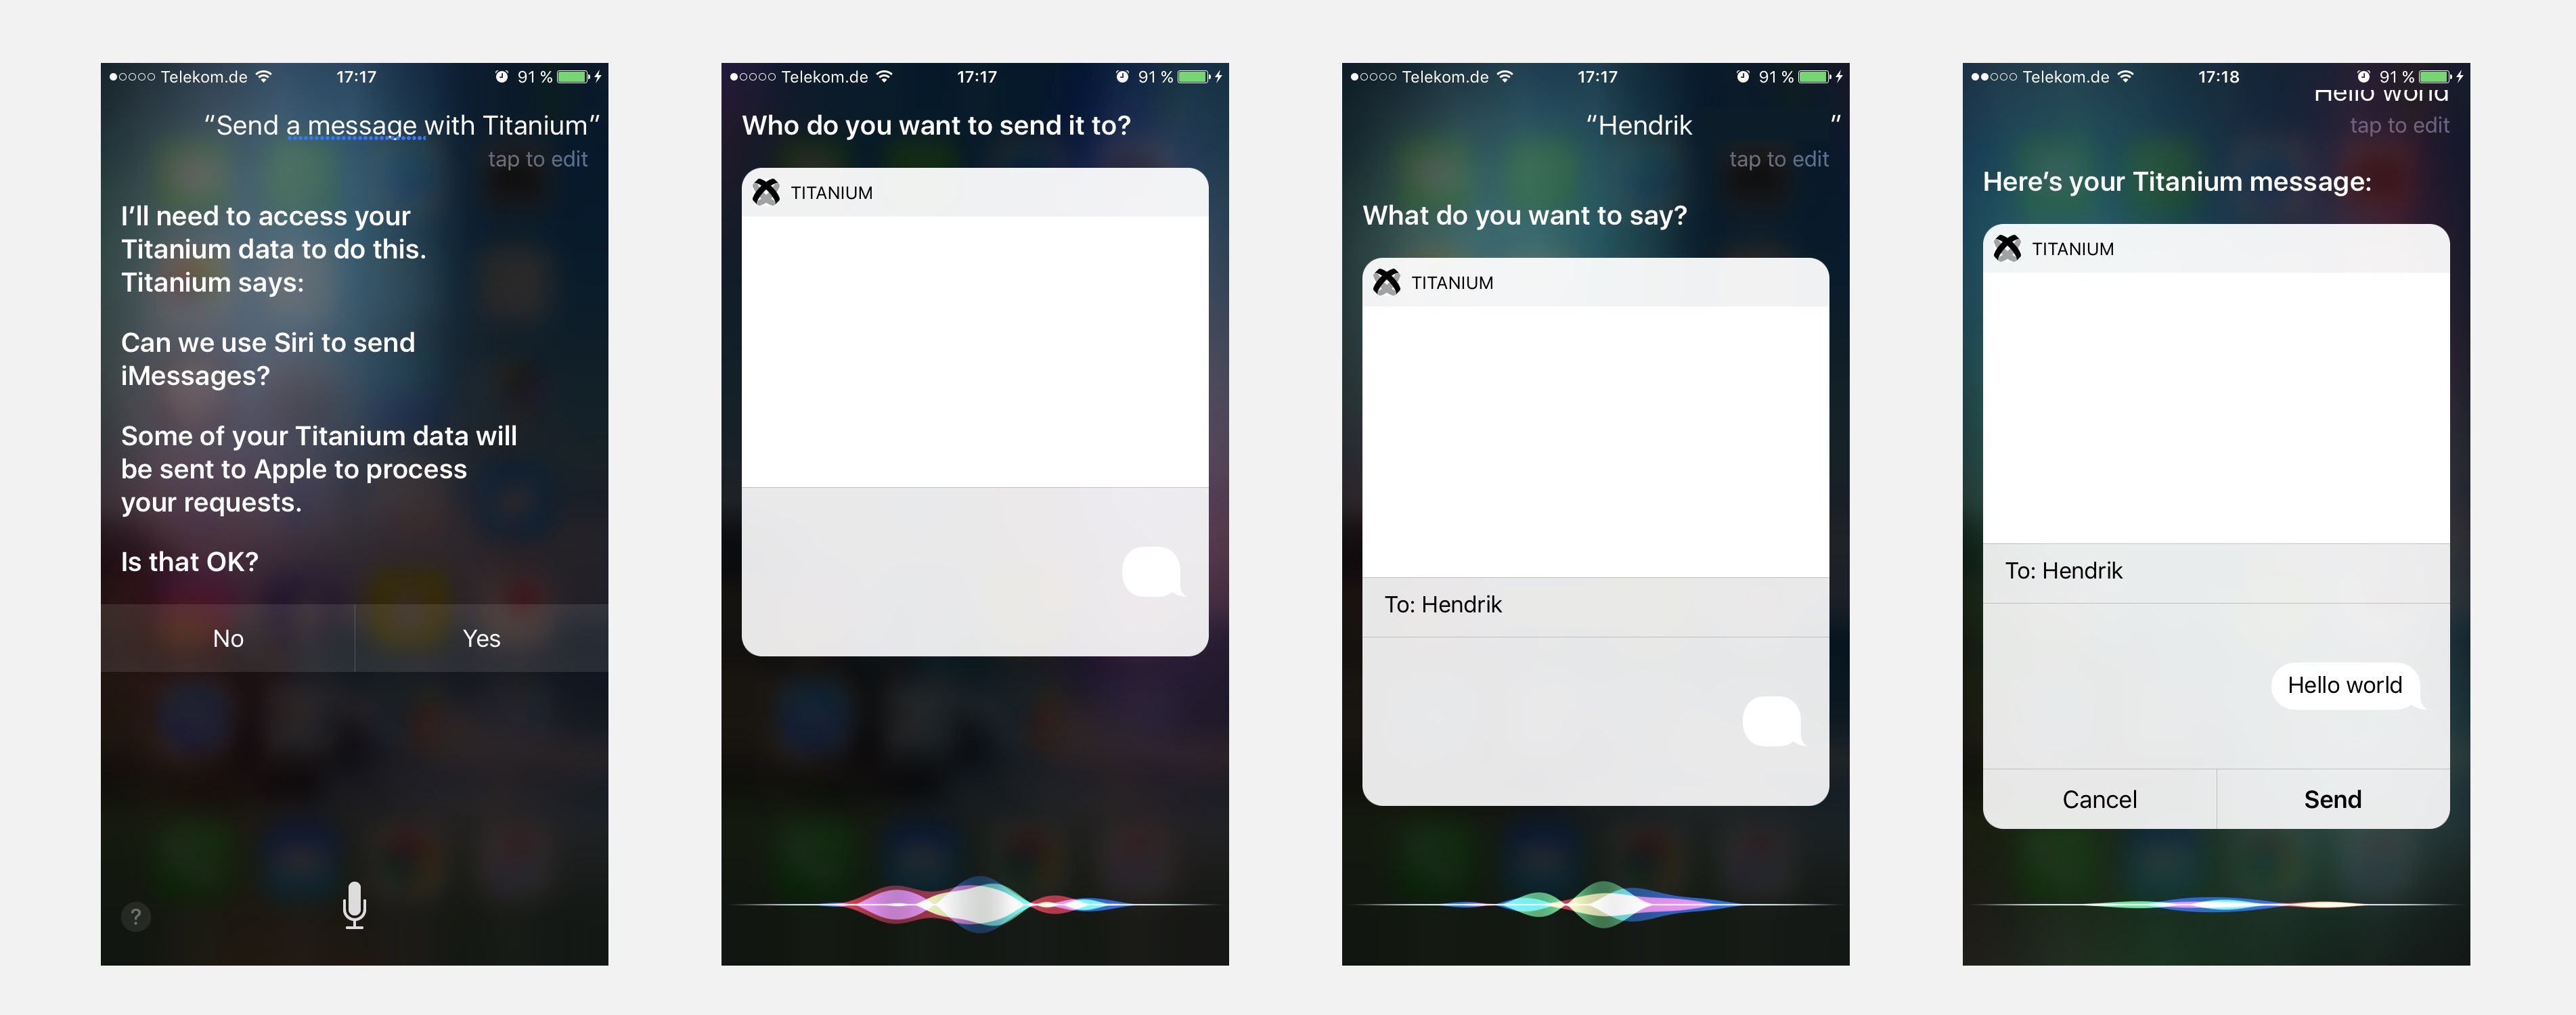 Telekom.de 17:17 91 %
“Send a message with Titanium”
tap to edit
I’ll need to access your
Titanium data to do this.
Titanium says:
Can we use Siri to send
iMessages?
Some of your Titanium data will
be sent to Apple to process
your requests.
Is that OK?
No Yes
?
Telekom.de 17:17 91 %
Who do you want to send it to?
TITANIUM
Telekom.de 17:17 91 %
“Hendrik ”
tap to edit
What do you want to say?
TITANIUM
To: Hendrik
Telekom.de 17:18 91 %
Hello world
tap to edit
Here’s your Titanium message:
TITANIUM
To: Hendrik
Hello world
Cancel Send